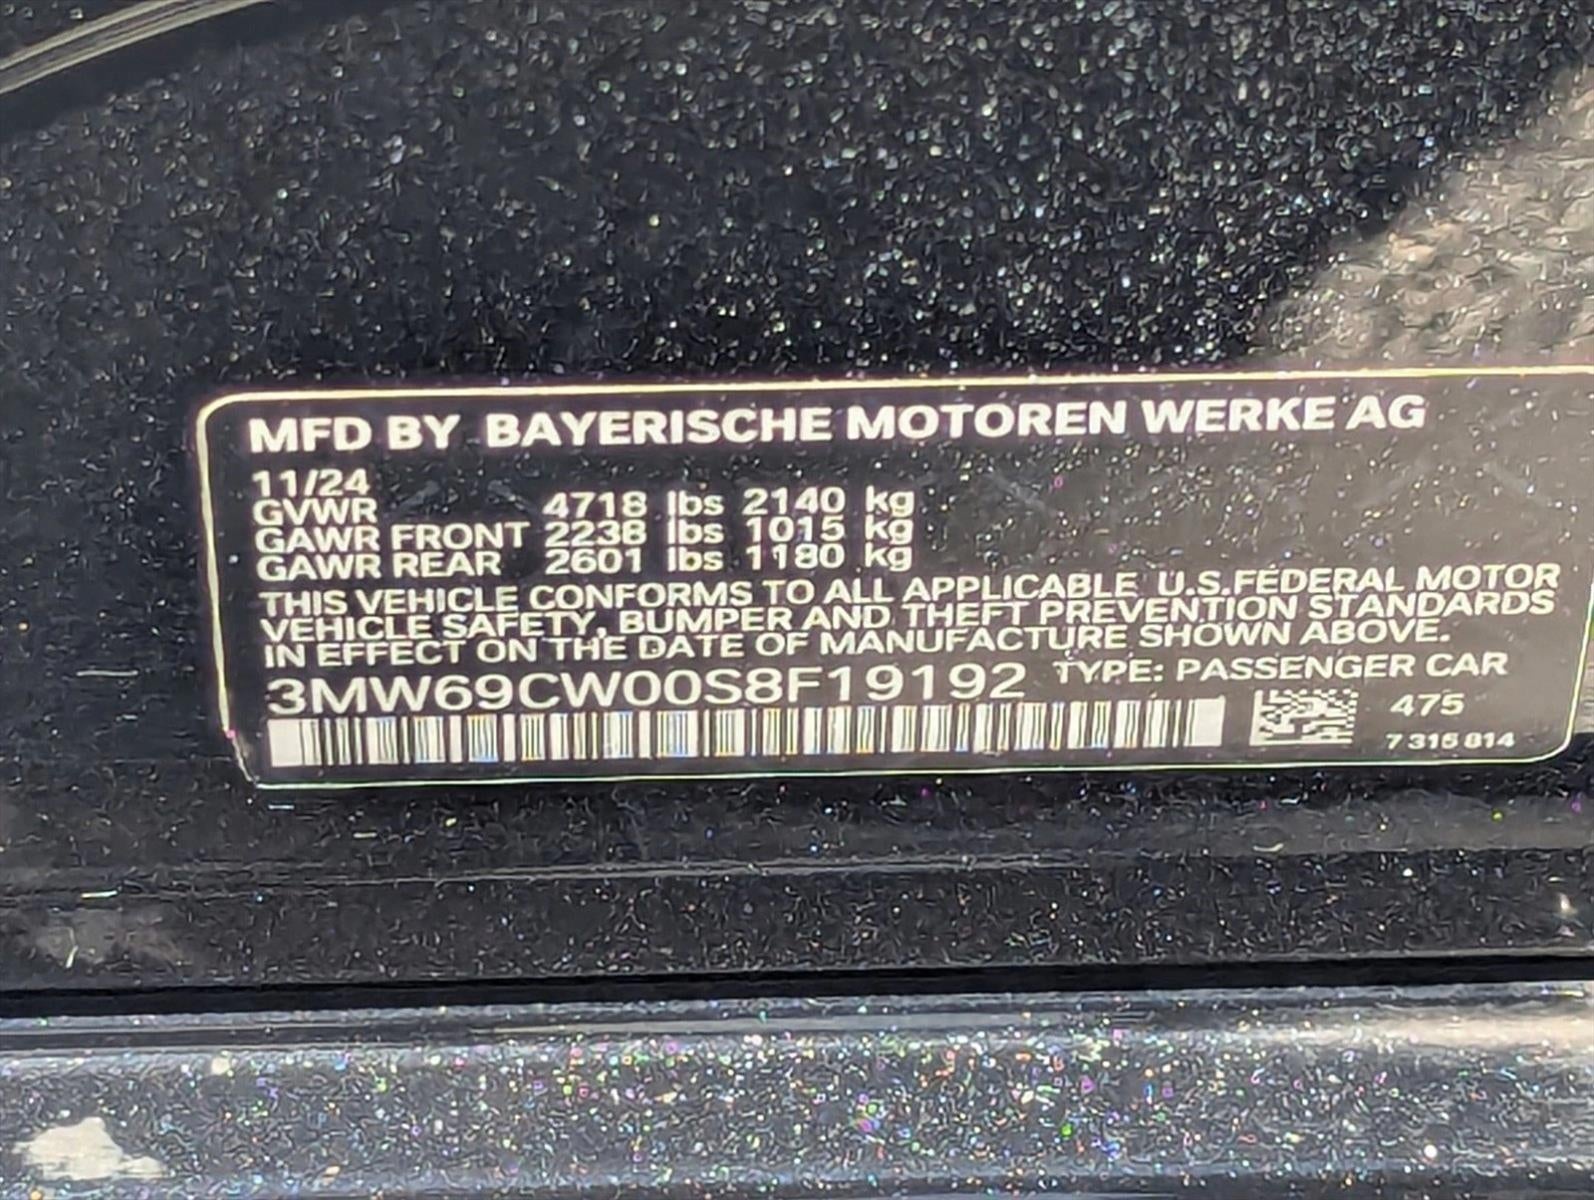 MFD BY BAYERISCHE MOTOREN WERKE AG
11/24
GVWR 4718 lbs 2140 kg
GAWR FRONT 2238 lbs 1015 kg
GAWR REAR 2601 lbs 1180 kg
THIS VEHICLE CONFORMS TO ALL APPLICABLE U.S.FEDERAL MOTOR
VEHICLE SAFETY, BUMPER AND THEFT PREVENTION STANDARDS
IN EFFECT ON THE DATE OF MANUFACTURE SHOWN ABOVE.
3MW69CW00S8F19192 TYPE: PASSENGER CAR
475
7 316 814